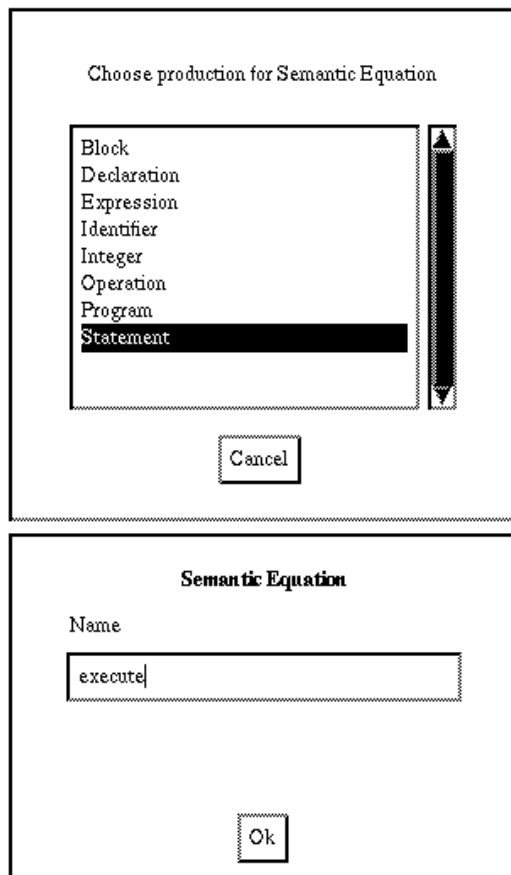 Choose production for Semantic Equation
Block
Declaration
Expression
Identifier
Integer
Operation
Program
Statement
Cancel
Semantic Equation
Name
execute
Ok